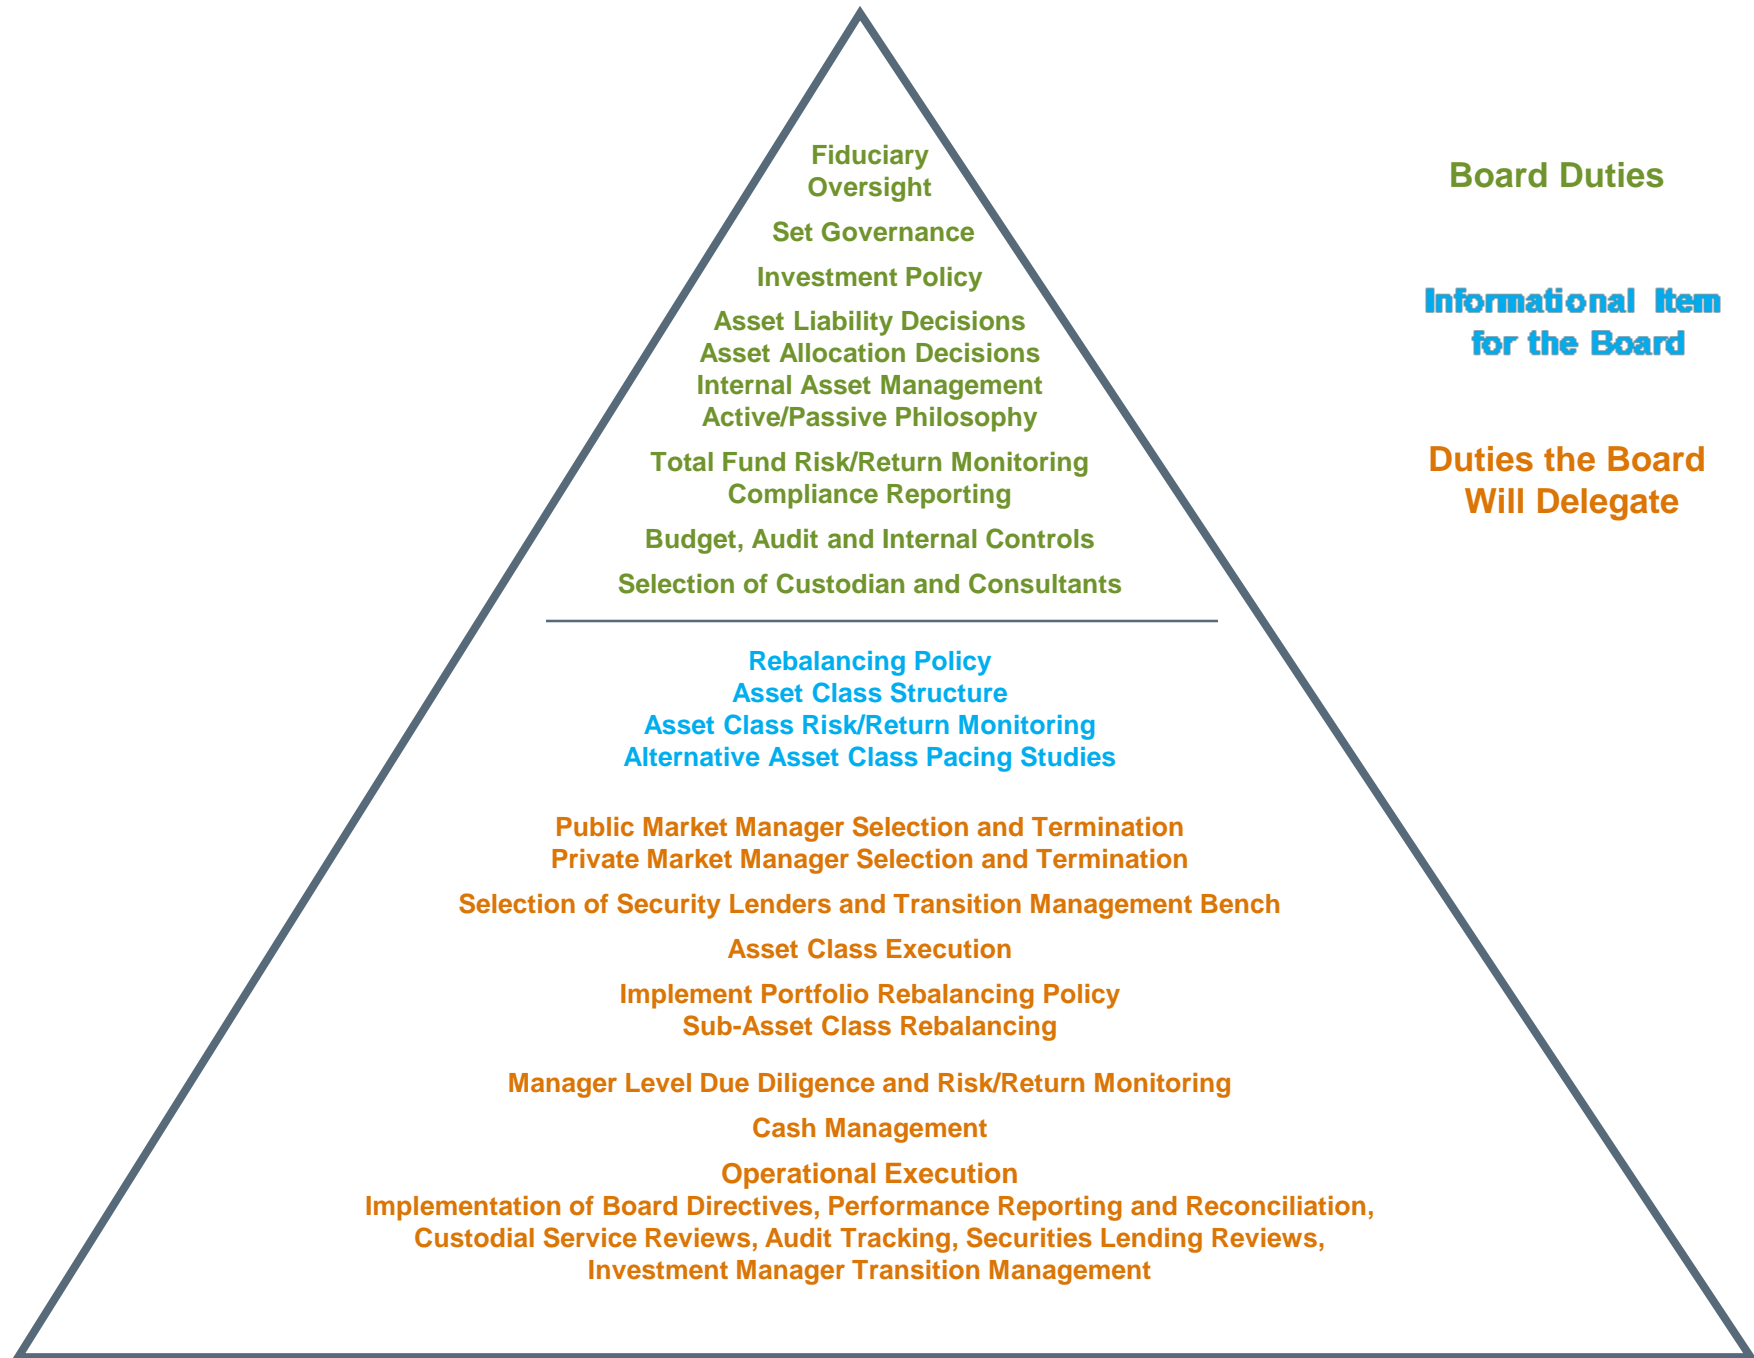 Fiduciary
Oversight
Set Governance
Investment Policy
Asset Liability Decisions
Asset Allocation Decisions
Internal Asset Management
Active/Passive Philosophy
Total Fund Risk/Return Monitoring
Compliance Reporting
Budget, Audit and Internal Controls
Selection of Custodian and Consultants
Rebalancing Policy
Asset Class Structure
Asset Class Risk/Return Monitoring
Alternative Asset Class Pacing Studies
Public Market Manager Selection and Termination
Private Market Manager Selection and Termination
Selection of Security Lenders and Transition Management Bench
Asset Class Execution
Implement Portfolio Rebalancing Policy
Sub-Asset Class Rebalancing
Manager Level Due Diligence and Risk/Return Monitoring
Cash Management
Operational Execution
Implementation of Board Directives, Performance Reporting and Reconciliation,
Custodial Service Reviews, Audit Tracking, Securities Lending Reviews,
Investment Manager Transition Management
Board Duties
Informational Item
for the Board
Duties the Board
Will Delegate